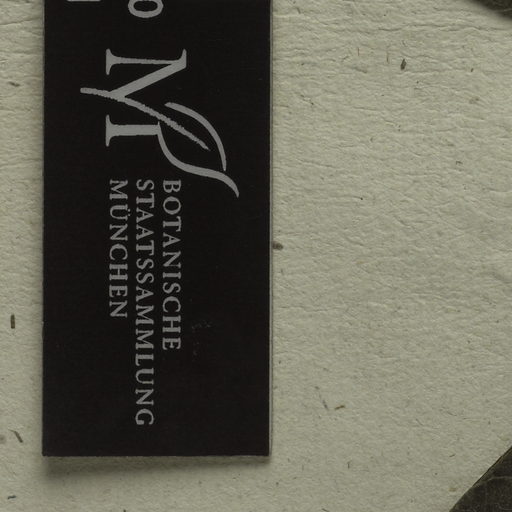 M
BOTANISCHE
STAATSSAMMLUNG
MÜNCHEN